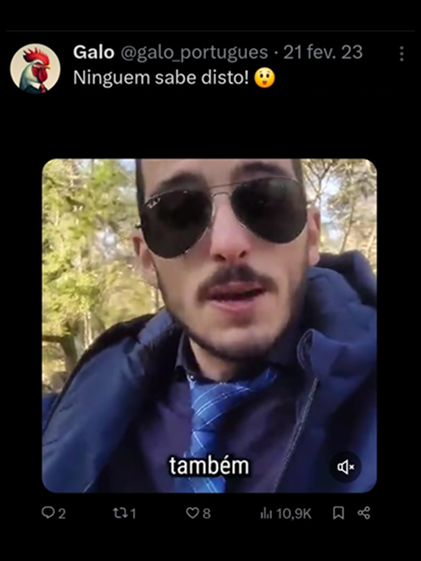 Galo @galo_portugues · 21 fev. 23
Ninguem sabe disto! 😲
também
2 1 8 10,9K